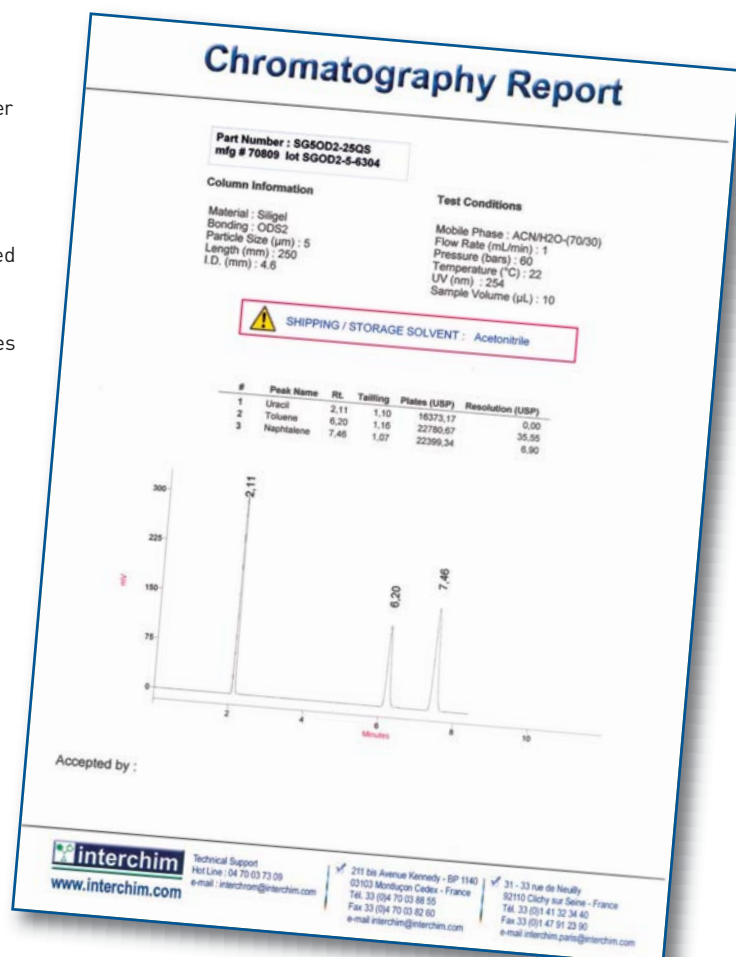 er
ed
es
Chromatography Report
Part Number : SG5OD2-25QS
mfg # 70809 lot SGOD2-5-6304
Column Information
Material : Siligel
Bonding : ODS2
Particle Size (µm) : 5
Length (mm) : 250
I.D. (mm) : 4.6
Test Conditions
Mobile Phase : ACN/H2O-(70/30)
Flow Rate (mL/min) : 1
Pressure (bars) : 60
Temperature (°C) : 22
UV (nm) : 254
Sample Volume (µL) : 10
SHIPPING / STORAGE SOLVENT : Acetonitrile
# Peak Name Rt. Tailling Plates (USP) Resolution (USP)
1 Uracil 2,11 1,10 16373,17 0,00
2 Toluene 6,20 1,16 22780,67 35,55
3 Naphtalene 7,46 1,07 22399,34 6,90
300
225
150
75
0
mV
2,11
6,20
7,46
2 4 6 8 10
Minutes
Accepted by :
interchim
www.interchim.com
Technical Support
Hot Line : 04 70 03 73 09
e-mail : interchrom@interchim.com
211 bis Avenue Kennedy - BP 1140
03103 Montluçon Cedex - France
Tél. 33 (0)4 70 03 88 55
Fax 33 (0)4 70 03 82 60
e-mail interchim@interchim.com
31 - 33 rue de Neuilly
92110 Clichy sur Seine - France
Tél. 33 (0)1 41 32 34 40
Fax 33 (0)1 47 91 23 90
e-mail interchim.paris@interchim.com